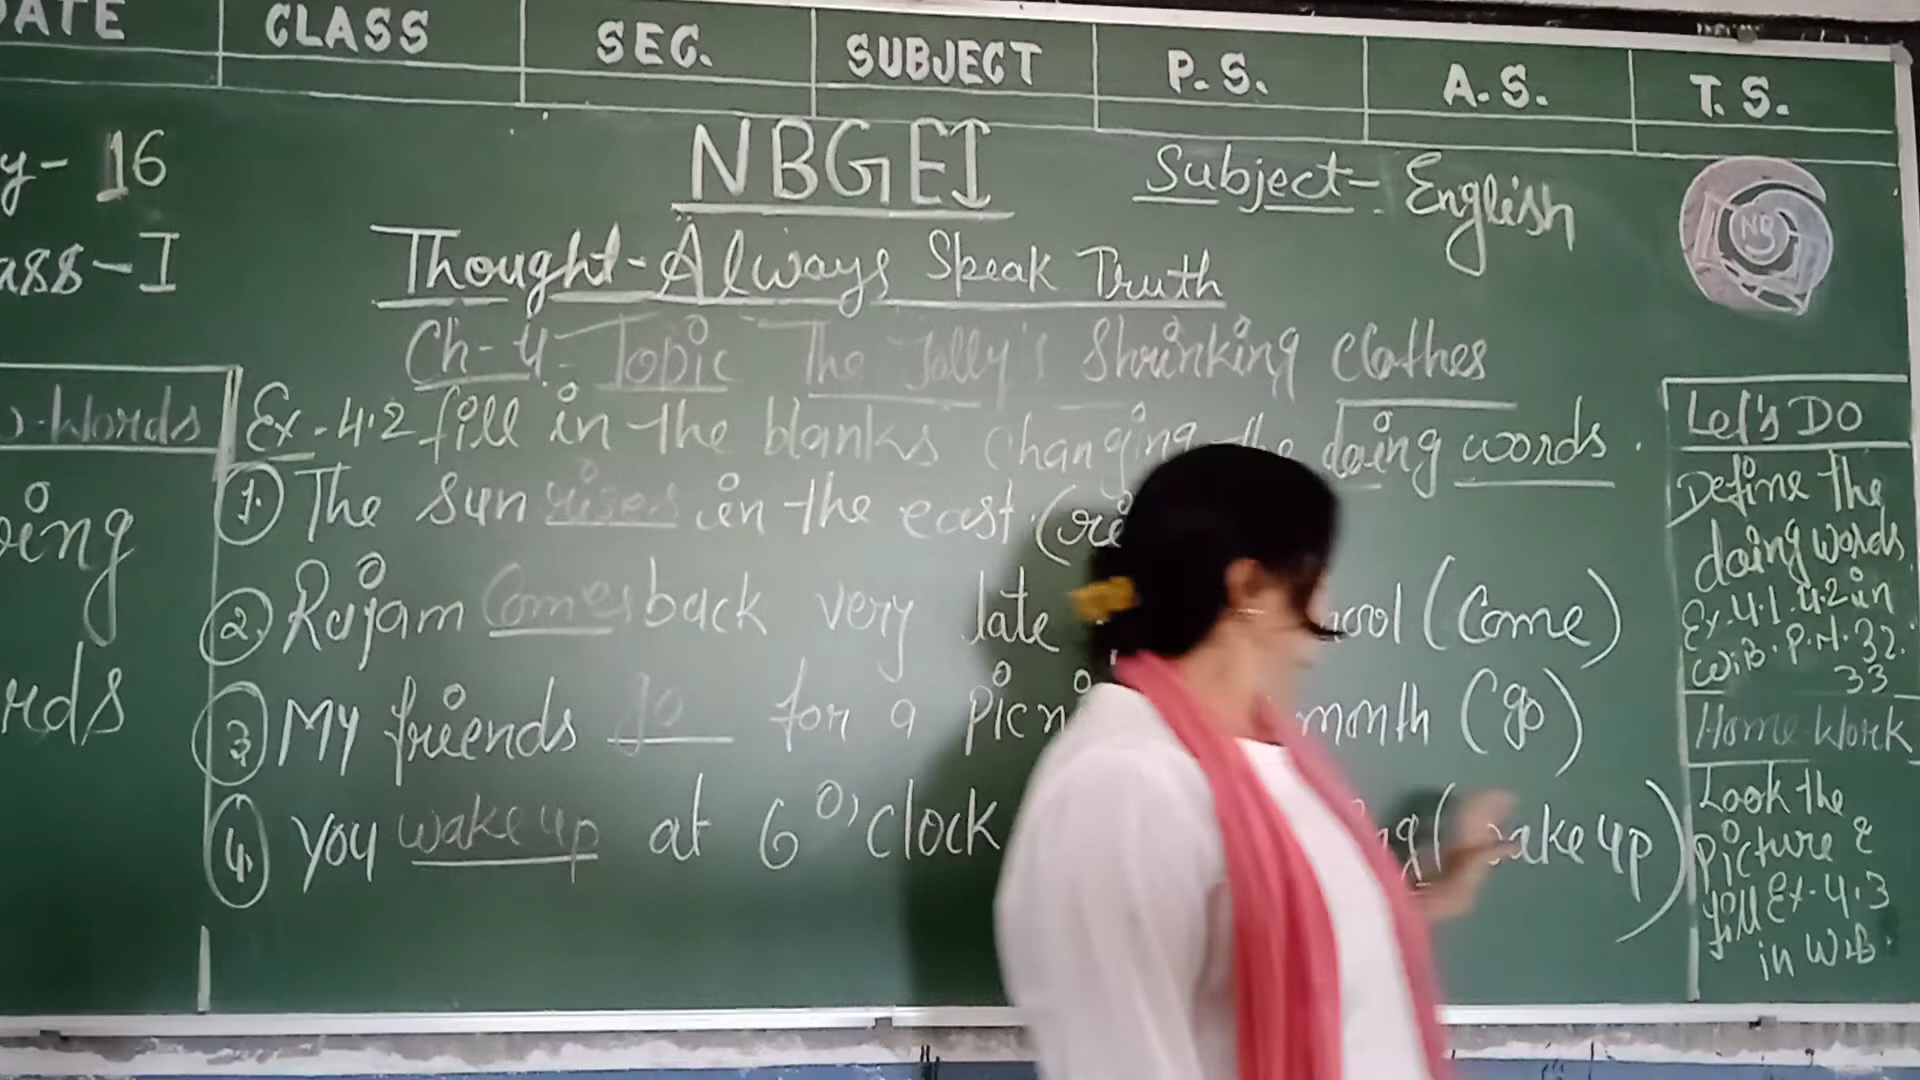 DATE CLASS SEC. SUBJECT P. S. A. S. T. S.
y- 16
NBGEI
Subject- English
ass-I
NB
Thought- Always Speak Truth
Ch-4- Topic The Jolly's Shrinking Clothes
words
Ex-4.2 fill in the blanks changing the doing words.
1. The sun rises in the east (ri
2. Rajam comes back very late ool (Come)
3. My friends go for a picni month (go)
4. you wake up at 6 o'clock ng (wake up)
oing
rds
Let's Do
Define the
doing words
Ex. 4.1. 4.2 in
W.B. P.N. 32.
33
Home Work
Look the
Picture &
fill Ex-4.3
in W.B.